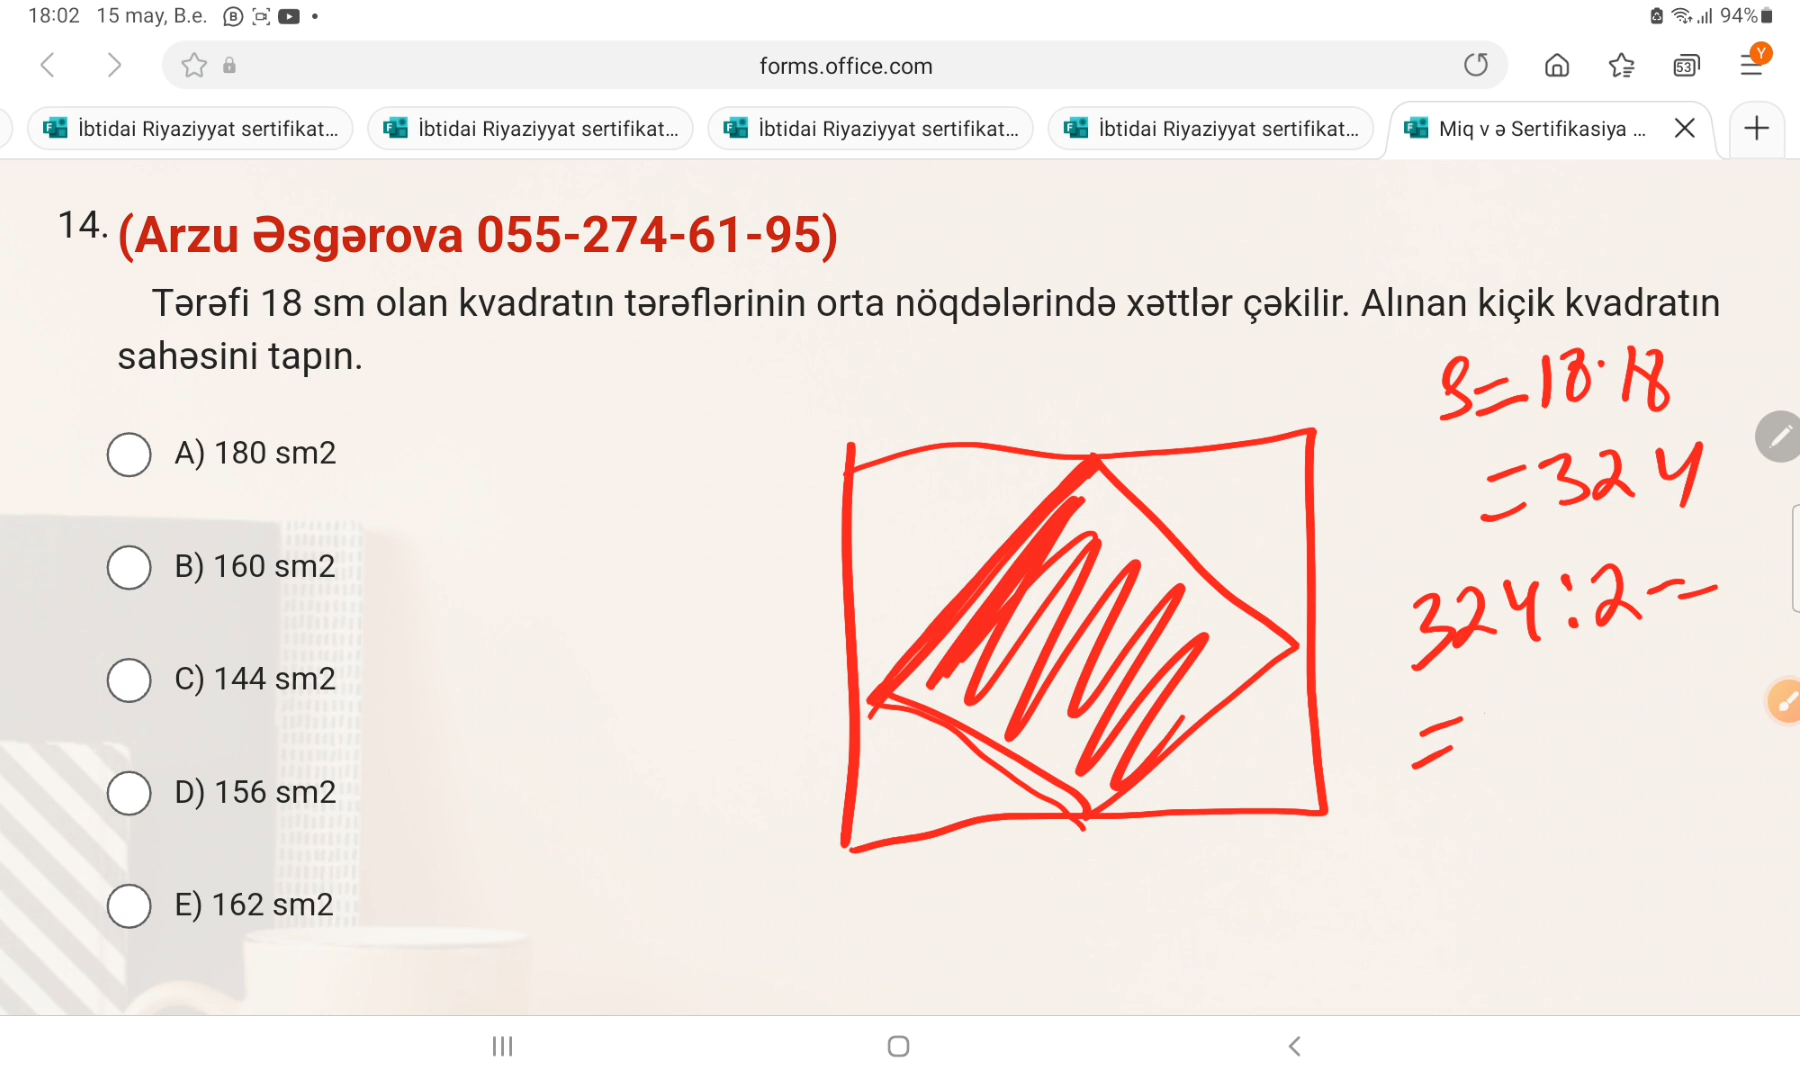 18:02 15 may, B.e. 94%
forms.office.com 53 Y
İbtidai Riyaziyyat sertifikat... İbtidai Riyaziyyat sertifikat... İbtidai Riyaziyyat sertifikat... İbtidai Riyaziyyat sertifikat... Miq v ə Sertifikasiya ...
14. (Arzu Əsgərova 055-274-61-95)
Tərəfi 18 sm olan kvadratın tərəflərinin orta nöqdələrində xəttlər çəkilir. Alınan kiçik kvadratın
sahəsini tapın.
S=18·18
=324
324:2=
=
A) 180 sm2
B) 160 sm2
C) 144 sm2
D) 156 sm2
E) 162 sm2